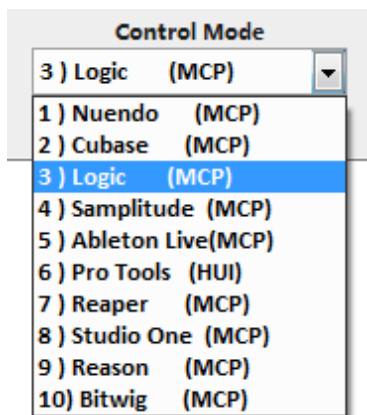 Control Mode
3 ) Logic (MCP)
1 ) Nuendo (MCP)
2 ) Cubase (MCP)
3 ) Logic (MCP)
4 ) Samplitude (MCP)
5 ) Ableton Live(MCP)
6 ) Pro Tools (HUI)
7 ) Reaper (MCP)
8 ) Studio One (MCP)
9 ) Reason (MCP)
10) Bitwig (MCP)